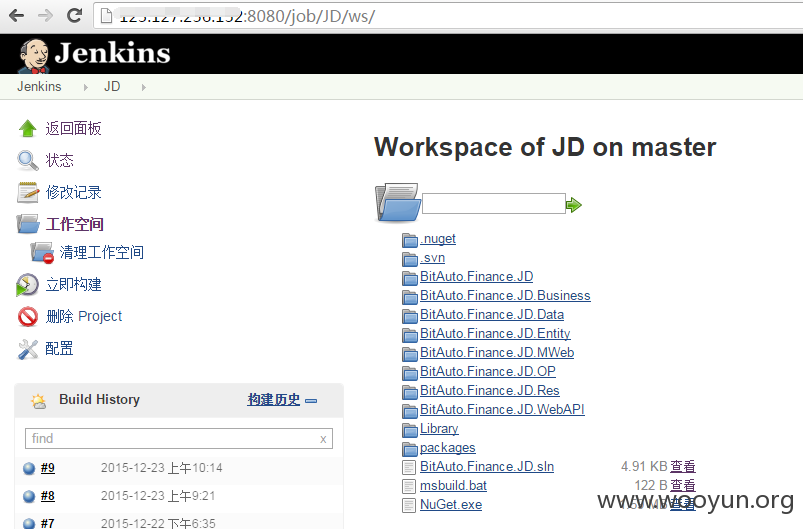 :8080/job/JD/ws/
Jenkins
Jenkins JD
返回面板
状态
修改记录
工作空间
清理工作空间
立即构建
删除 Project
配置
Build History 构建历史
find x
#9 2015-12-23 上午10:14
#8 2015-12-23 上午9:21
#7 2015-12-22 下午6:35
Workspace of JD on master
.nuget
.svn
BitAuto.Finance.JD
BitAuto.Finance.JD.Business
BitAuto.Finance.JD.Data
BitAuto.Finance.JD.Entity
BitAuto.Finance.JD.MWeb
BitAuto.Finance.JD.OP
BitAuto.Finance.JD.Res
BitAuto.Finance.JD.WebAPI
Library
packages
BitAuto.Finance.JD.sln 4.91 KB 查看
msbuild.bat 122 B 查看
NuGet.exe MB 查看
www.wooyun.org